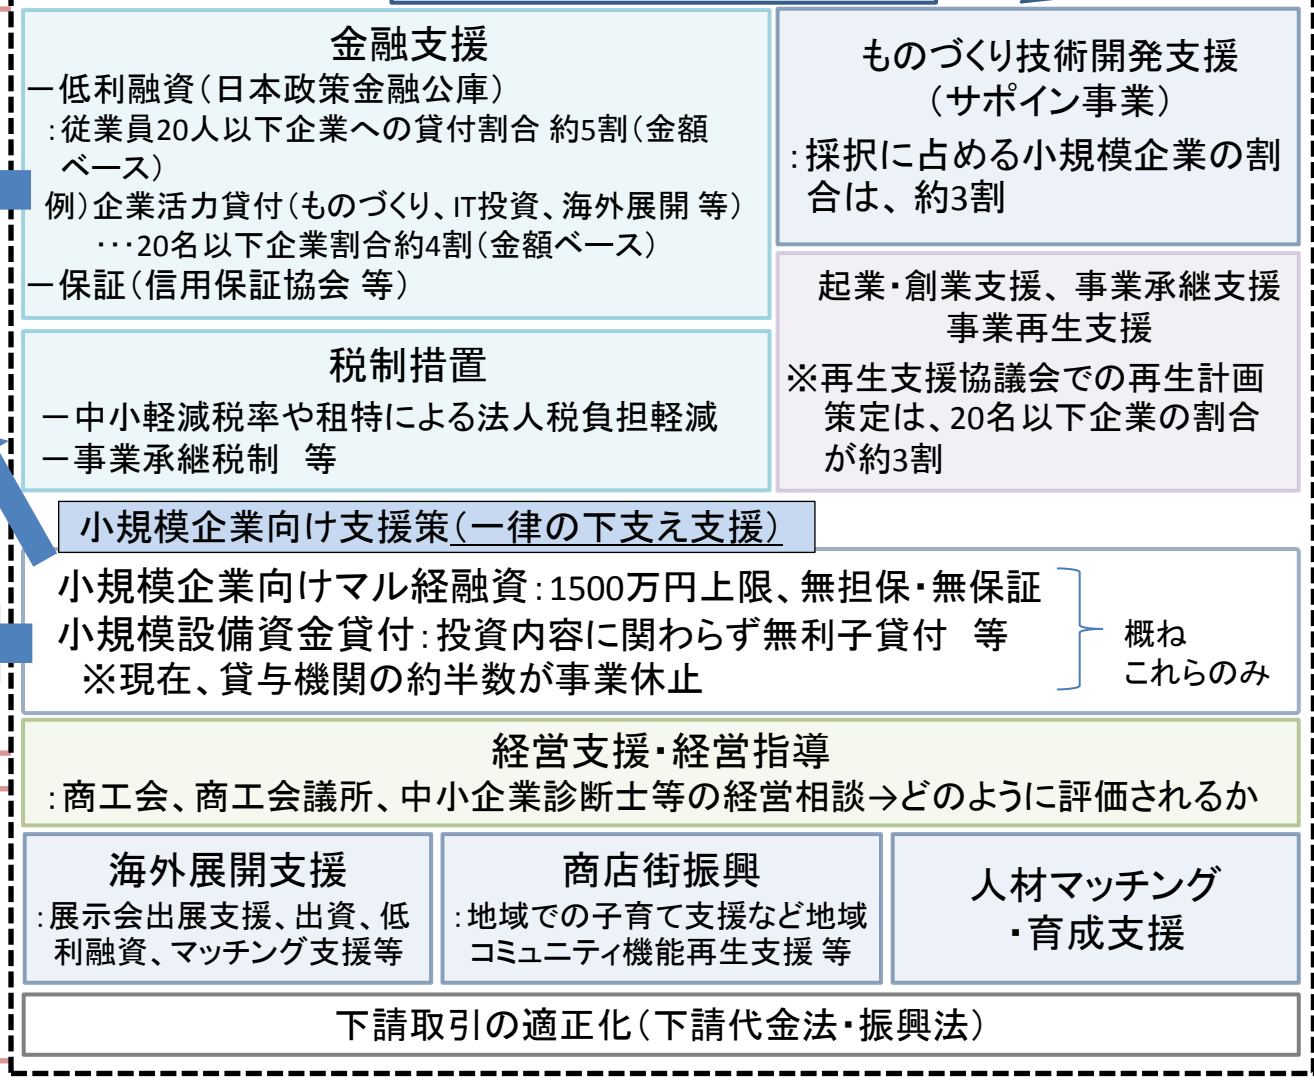 金融支援
－低利融資（日本政策金融公庫）
：従業員20人以下企業への貸付割合 約5割（金額
ベース）
例）企業活力貸付（ものづくり、IT投資、海外展開 等）
・・・20名以下企業割合約4割（金額ベース）
－保証（信用保証協会 等）
ものづくり技術開発支援
（サポイン事業）
：採択に占める小規模企業の割
合は、約3割
起業・創業支援、事業承継支援
事業再生支援
※再生支援協議会での再生計画
策定は、20名以下企業の割合
が約3割
税制措置
－中小軽減税率や租特による法人税負担軽減
－事業承継税制　等
小規模企業向け支援策（一律の下支え支援）
小規模企業向けマル経融資：1500万円上限、無担保・無保証
小規模設備資金貸付：投資内容に関わらず無利子貸付　等
※現在、貸与機関の約半数が事業休止
概ね
これらのみ
経営支援・経営指導
：商工会、商工会議所、中小企業診断士等の経営相談→どのように評価されるか
海外展開支援
：展示会出展支援、出資、低
利融資、マッチング支援等
商店街振興
：地域での子育て支援など地域
コミュニティ機能再生支援 等
人材マッチング
・育成支援
下請取引の適正化（下請代金法・振興法）